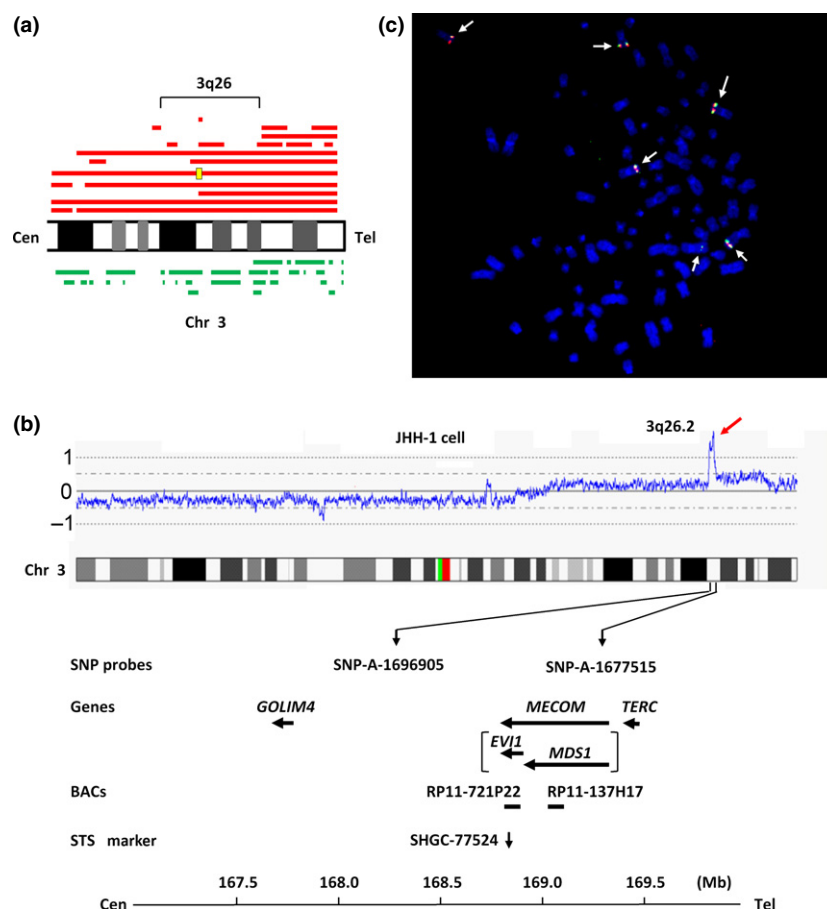 (a)
3q26
Cen
Tel
Chr 3
(c)
(b)
JHH-1 cell
3q26.2
1
0
−1
Chr 3
SNP probes
SNP-A-1696905
SNP-A-1677515
Genes
GOLIM4
MECOM
TERC
EVI1
MDS1
BACs
RP11-721P22
RP11-137H17
STS marker
SHGC-77524
167.5 168.0 168.5 169.0 169.5 (Mb)
Cen
Tel